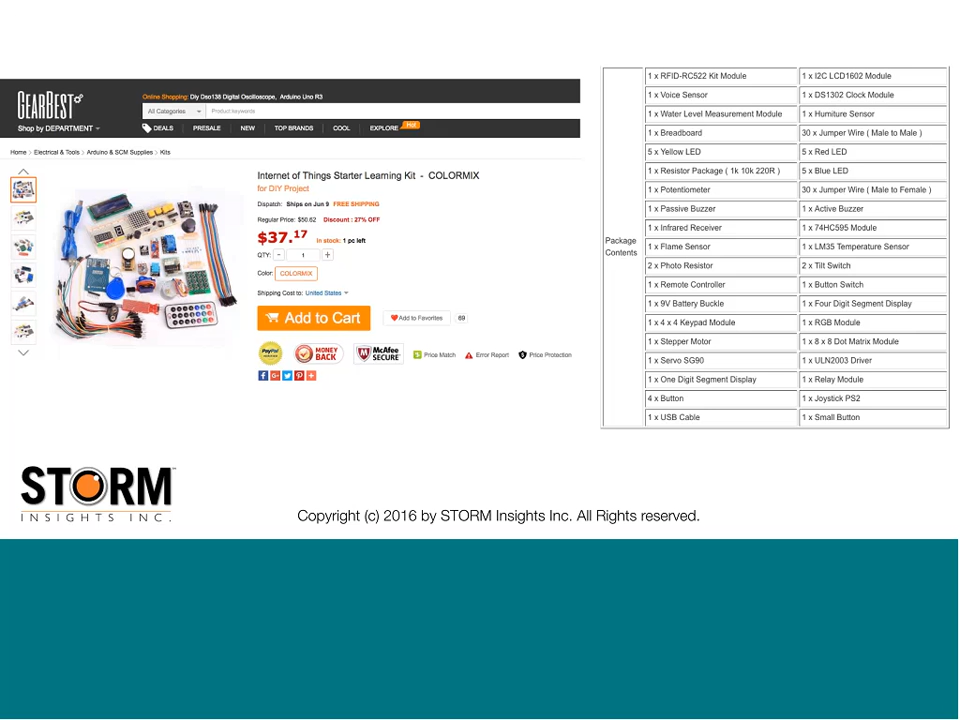 GEARBEST
Shop by DEPARTMENT
Online Shopping: Diy Dso138 Digital Oscilloscope, Arduino Uno R3
All Categories
Product keywords
DEALS
PRESALE
NEW
TOP BRANDS
COOL
EXPLORE
Hot
Home > Electrical & Tools > Arduino & SCM Supplies > Kits
Internet of Things Starter Learning Kit - COLORMIX
for DIY Project
Dispatch: Ships on Jun 9 FREE SHIPPING
Regular Price: $50.62 Discount : 27% OFF
$37.17 In stock: 1 pc left
QTY: - 1 +
Color: COLORMIX
Shipping Cost to: United States
Add to Cart
Add to Favorites
69
PayPal
MONEY BACK
McAfee SECURE
Price Match
Error Report
Price Protection
Package Contents
1 x RFID-RC522 Kit Module
1 x I2C LCD1602 Module
1 x Voice Sensor
1 x DS1302 Clock Module
1 x Water Level Measurement Module
1 x Humiture Sensor
1 x Breadboard
30 x Jumper Wire ( Male to Male )
5 x Yellow LED
5 x Red LED
1 x Resistor Package ( 1k 10k 220R )
5 x Blue LED
1 x Potentiometer
30 x Jumper Wire ( Male to Female )
1 x Passive Buzzer
1 x Active Buzzer
1 x Infrared Receiver
1 x 74HC595 Module
1 x Flame Sensor
1 x LM35 Temperature Sensor
2 x Photo Resistor
2 x Tilt Switch
1 x Remote Controller
1 x Button Switch
1 x 9V Battery Buckle
1 x Four Digit Segment Display
1 x 4 x 4 Keypad Module
1 x RGB Module
1 x Stepper Motor
1 x 8 x 8 Dot Matrix Module
1 x Servo SG90
1 x ULN2003 Driver
1 x One Digit Segment Display
1 x Relay Module
4 x Button
1 x Joystick PS2
1 x USB Cable
1 x Small Button
STORM
INSIGHTS INC.
Copyright (c) 2016 by STORM Insights Inc. All Rights reserved.